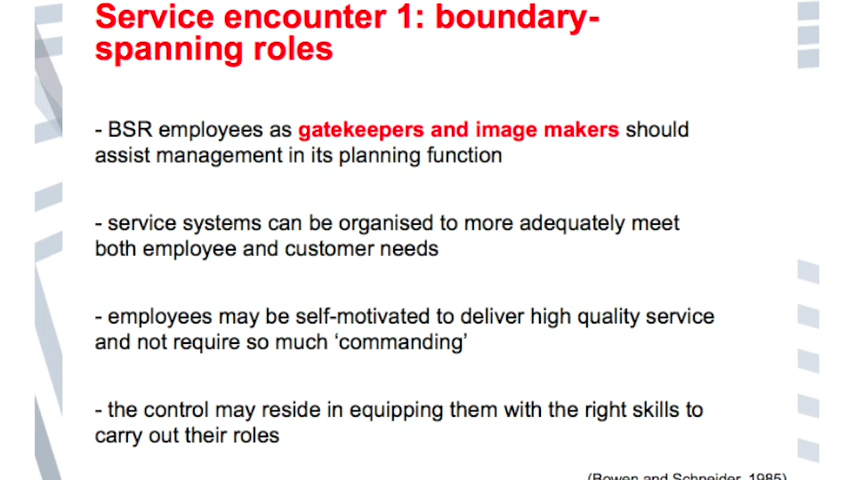 Service encounter 1: boundary-
spanning roles
- BSR employees as gatekeepers and image makers should
assist management in its planning function
- service systems can be organised to more adequately meet
both employee and customer needs
- employees may be self-motivated to deliver high quality service
and not require so much ‘commanding’
- the control may reside in equipping them with the right skills to
carry out their roles
(Bowen and Schneider, 1985)